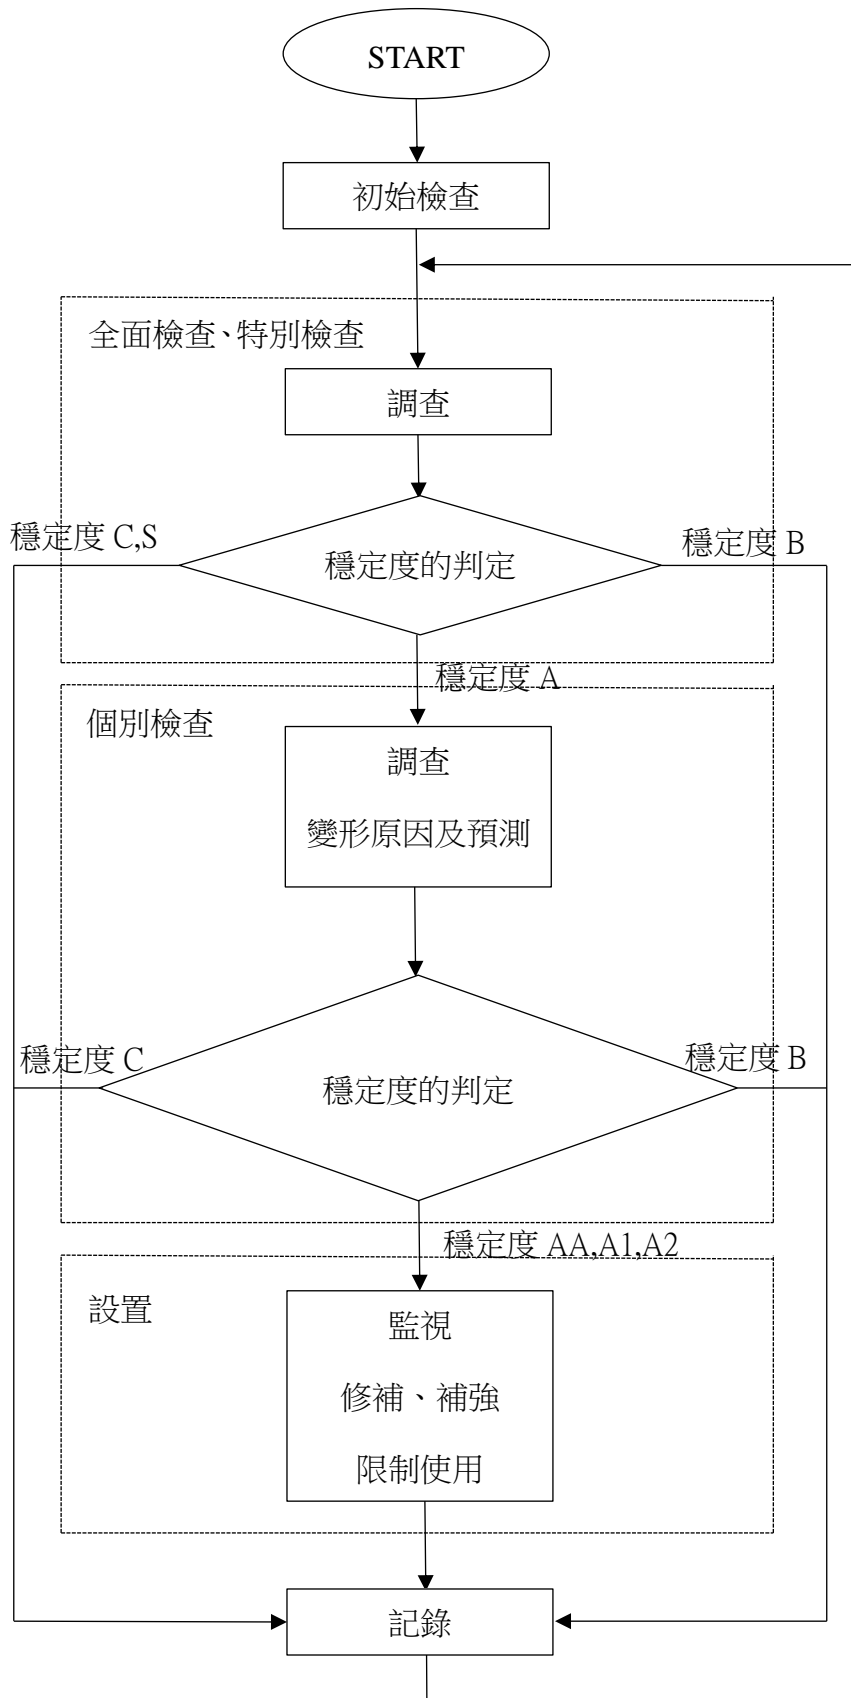 START
初始檢查
全面檢查、特別檢查
調查
穩定度 C,S
穩定度的判定
穩定度 B
穩定度 A
個別檢查
調查
變形原因及預測
穩定度 C
穩定度的判定
穩定度 B
穩定度 AA,A1,A2
設置
監視
修補、補強
限制使用
記錄